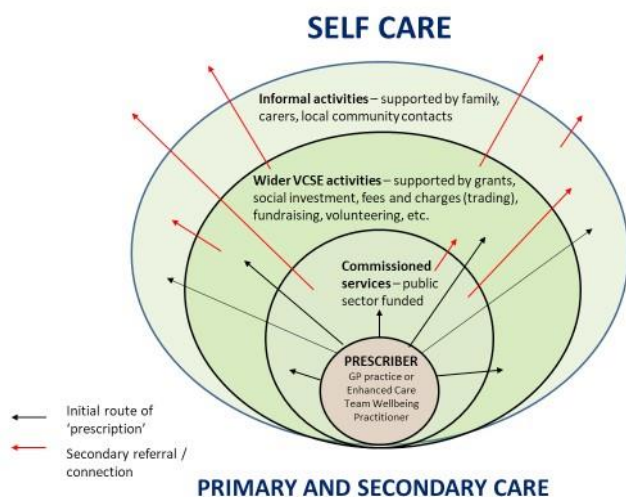 SELF CARE
Informal activities – supported by family,
carers, local community contacts
Wider VCSE activities – supported by grants,
social investment, fees and charges (trading),
fundraising, volunteering, etc.
Commissioned
services – public
sector funded
PRESCRIBER
GP practice or
Enhanced Care
Team Wellbeing
Practitioner
Initial route of
‘prescription’
Secondary referral /
connection
PRIMARY AND SECONDARY CARE